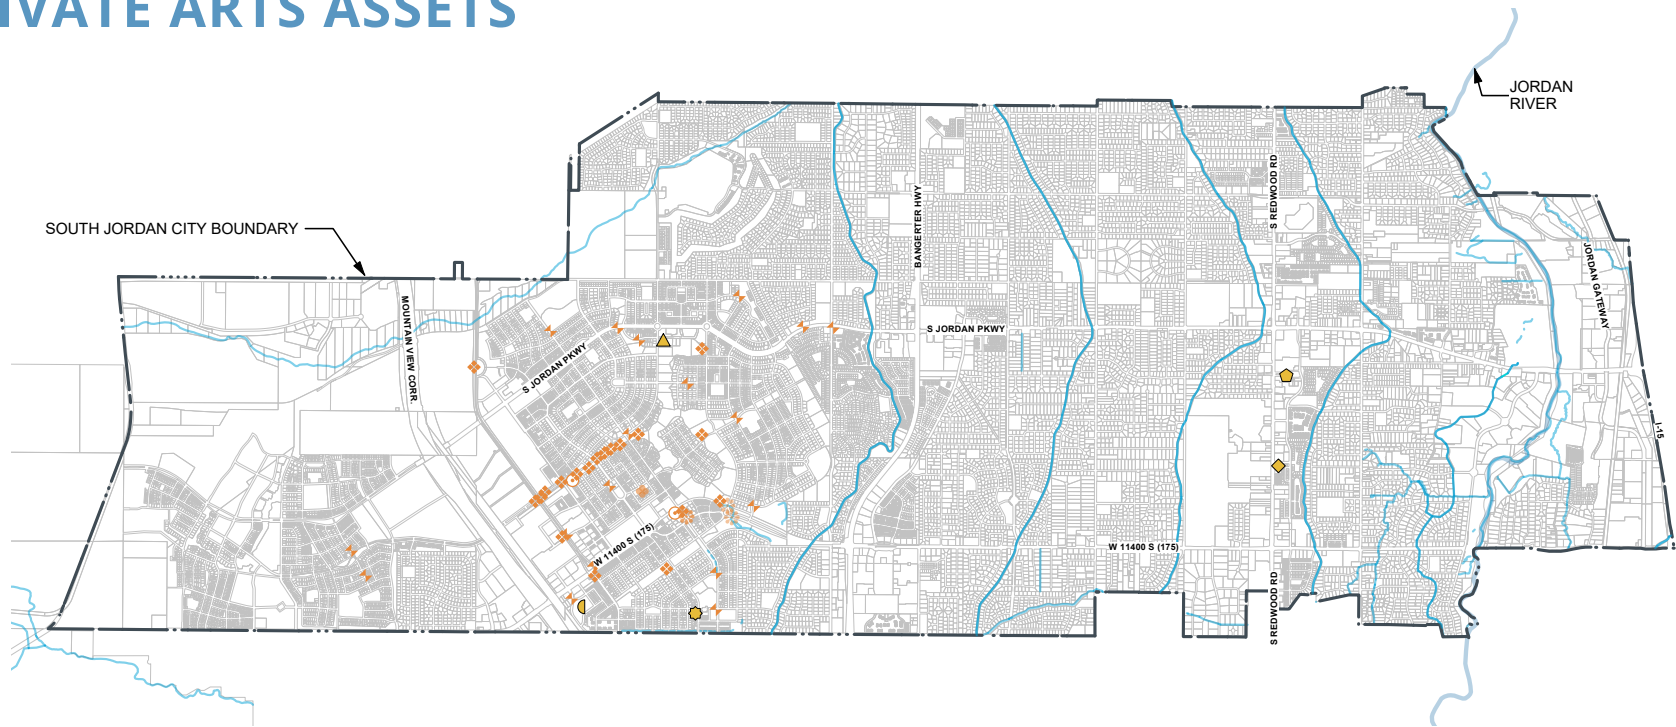 IVATE ARTS ASSETS
JORDAN
RIVER
S REDWOOD RD
BANGERTER HWY
SOUTH JORDAN CITY BOUNDARY
JORDAN GATEWAY
MOUNTAIN VIEW CORR.
S JORDAN PKWY
S JORDAN PKWY
I-15
W 11400 S (175)
W 11400 S (175)
S REDWOOD RD